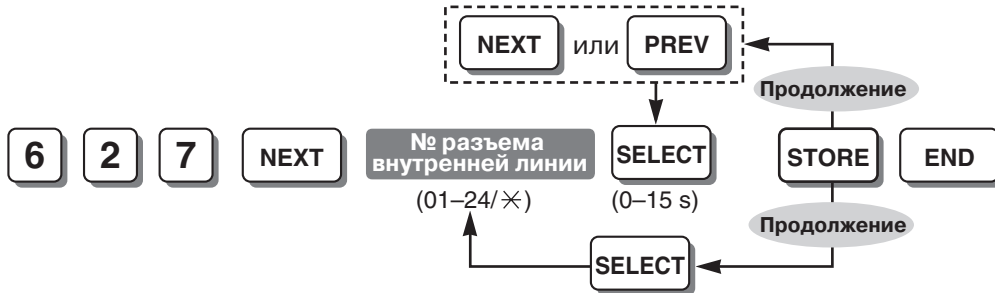 NEXT или PREV
Продолжение
6 2 7 NEXT № разъема внутренней линии SELECT STORE END
(01–24/✳) (0–15 s)
Продолжение
SELECT